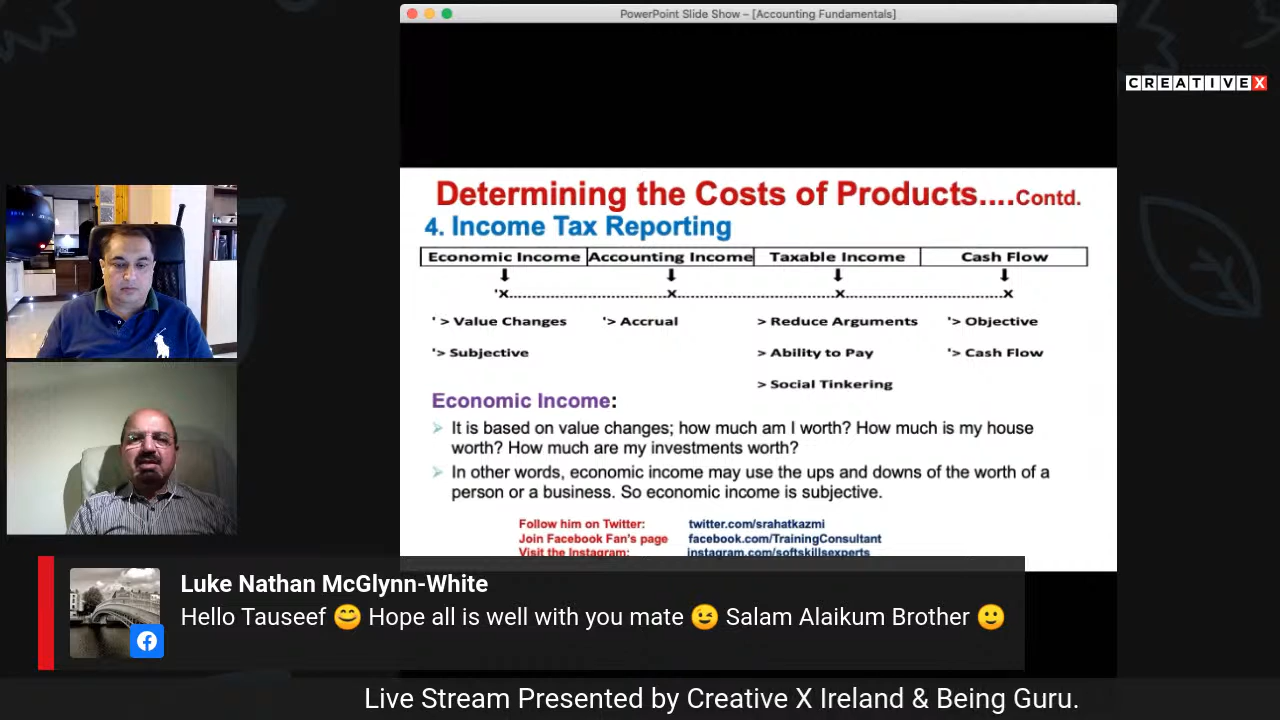 PowerPoint Slide Show – [Accounting Fundamentals]
CREATIVEX
Determining the Costs of Products....Contd.
4. Income Tax Reporting
Economic Income Accounting Income Taxable Income Cash Flow
'X....................................X....................................X....................................X
'> Value Changes '> Accrual > Reduce Arguments '> Objective
'> Subjective > Ability to Pay '> Cash Flow
> Social Tinkering
Economic Income:
It is based on value changes; how much am I worth? How much is my house
worth? How much are my investments worth?
In other words, economic income may use the ups and downs of the worth of a
person or a business. So economic income is subjective.
Follow him on Twitter: twitter.com/srahatkazmi
Join Facebook Fan's page facebook.com/TrainingConsultant
Visit the Instagram: instagram.com/softskillsexperts
Luke Nathan McGlynn-White
Hello Tauseef 😊 Hope all is well with you mate 😉 Salam Alaikum Brother 🙂
Live Stream Presented by Creative X Ireland & Being Guru.